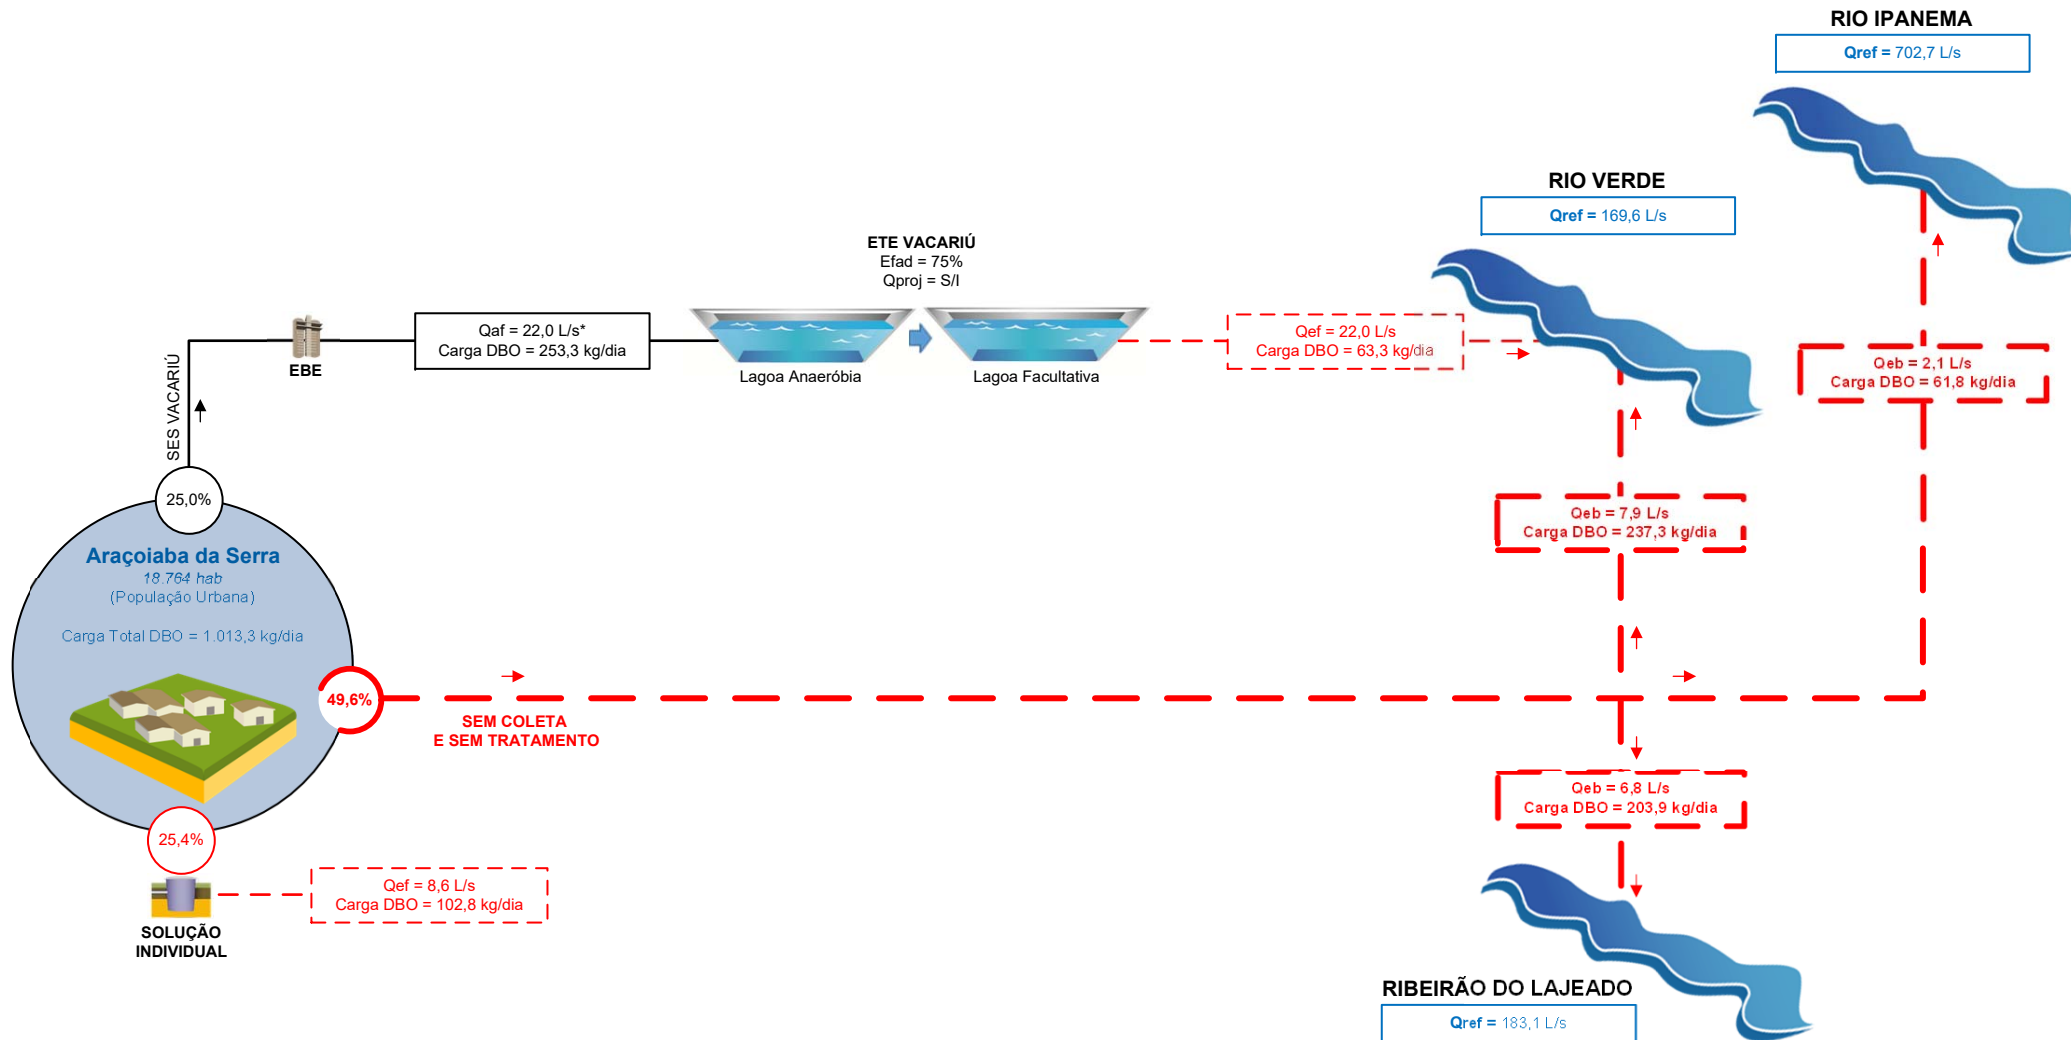 RIO IPANEMA
Qref = 702,7 L/s
RIO VERDE
Qref = 169,6 L/s
ETE VACARIÚ
Efad = 75%
Qproj = S/I
Qaf = 22,0 L/s*
Carga DBO = 253,3 kg/dia
Qef = 22,0 L/s
Carga DBO = 63,3 kg/dia
Qeb = 2,1 L/s
Carga DBO = 61,8 kg/dia
SES VACARIÚ
EBE
Lagoa Anaeróbia
Lagoa Facultativa
25,0%
Qeb = 7,9 L/s
Carga DBO = 237,3 kg/dia
Araçoiaba da Serra
18.764 hab
(População Urbana)
Carga Total DBO = 1.013,3 kg/dia
49,6%
SEM COLETA
E SEM TRATAMENTO
Qeb = 6,8 L/s
Carga DBO = 203,9 kg/dia
25,4%
Qef = 8,6 L/s
Carga DBO = 102,8 kg/dia
SOLUÇÃO
INDIVIDUAL
RIBEIRÃO DO LAJEADO
Qref = 183,1 L/s